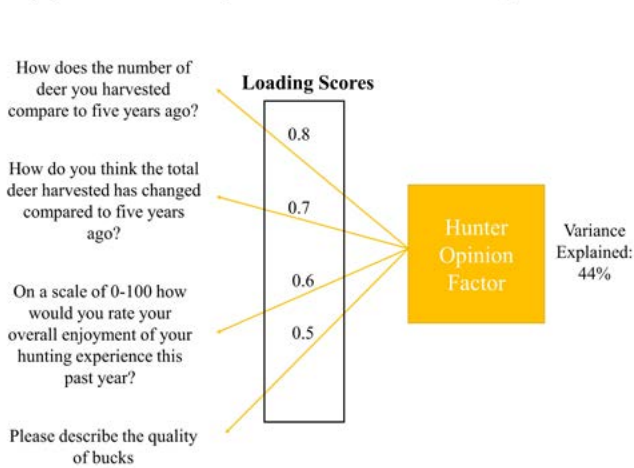 How does the number of
deer you harvested
compare to five years ago?
Loading Scores
0.8
How do you think the total
deer harvested has changed
compared to five years
ago?
0.7
Hunter
Opinion
Factor
Variance
Explained:
44%
On a scale of 0-100 how
would you rate your
overall enjoyment of your
hunting experience this
past year?
0.6
0.5
Please describe the quality
of bucks